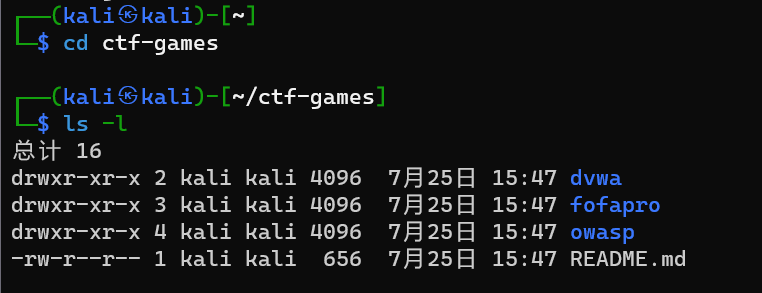 ┌──(kali㉿kali)-[~]
└─$ cd ctf-games
┌──(kali㉿kali)-[~/ctf-games]
└─$ ls -l
总计 16
drwxr-xr-x 2 kali kali 4096  7月25日 15:47 dvwa
drwxr-xr-x 3 kali kali 4096  7月25日 15:47 fofapro
drwxr-xr-x 4 kali kali 4096  7月25日 15:47 owasp
-rw-r--r-- 1 kali kali  656  7月25日 15:47 README.md